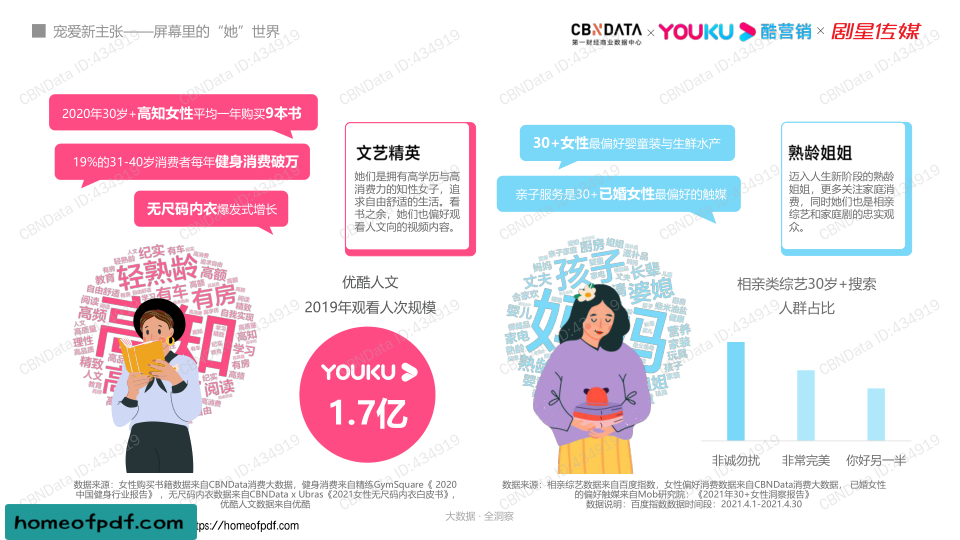 宠爱新主张——屏幕里的“她”世界
CBNDATA
第一财经商业数据中心
×
YOUKU
酷营销
×
剧星传媒
2020年30岁+高知女性平均一年购买9本书
19%的31-40岁消费者每年健身消费破万
无尺码内衣爆发式增长
文艺精英
她们是拥有高学历与高
消费力的知性女子，追
求自由舒适的生活。看
书之余，她们也偏好观
看人文向的视频内容。
轻熟龄
纪实
有车
高额
教育
自由舒适
阅读
有房
自我实现
高频
高知
理性
学习
精致
人文
阅读
优酷人文
2019年观看人次规模
YOUKU
1.7亿
数据来源：女性购买书籍数据来自CBNData消费大数据，健身消费来自精练GymSquare《 2020
中国健身行业报告》 ，无尺码内衣数据来自CBNData x Ubras《2021女性无尺码内衣白皮书》，
优酷人文数据来自优酷
30+女性最偏好婴童装与生鲜水产
亲子服务是30+已婚女性最偏好的触媒
熟龄姐姐
迈入人生新阶段的熟龄
姐姐，更多关注家庭消
费，同时她们也是相亲
综艺和家庭剧的忠实观
众。
厨房
妈妈
丈夫
孩子
长辈
婆媳
婴儿
家电
相亲类综艺30岁+搜索
人群占比
非诚勿扰
非常完美
你好另一半
数据来源：相亲综艺数据来自百度指数，女性偏好消费数据来自CBNData消费大数据， 已婚女性
的偏好触媒来自Mob研究院：《2021年30+女性洞察报告》
数据说明：百度指数数据时间段：2021.4.1-2021.4.30
大数据 · 全洞察
homeofpdf.com
ttps://homeofpdf.com
CBNData ID:434919